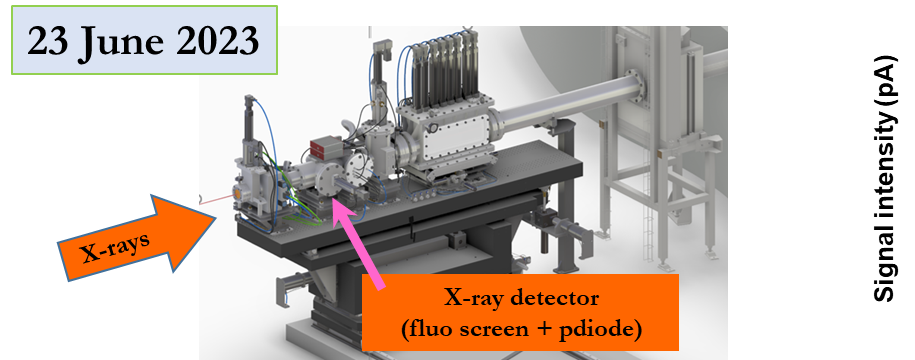 23 June 2023
X-rays
X-ray detector
(fluo screen + pdiode)
Signal intensity (pA)